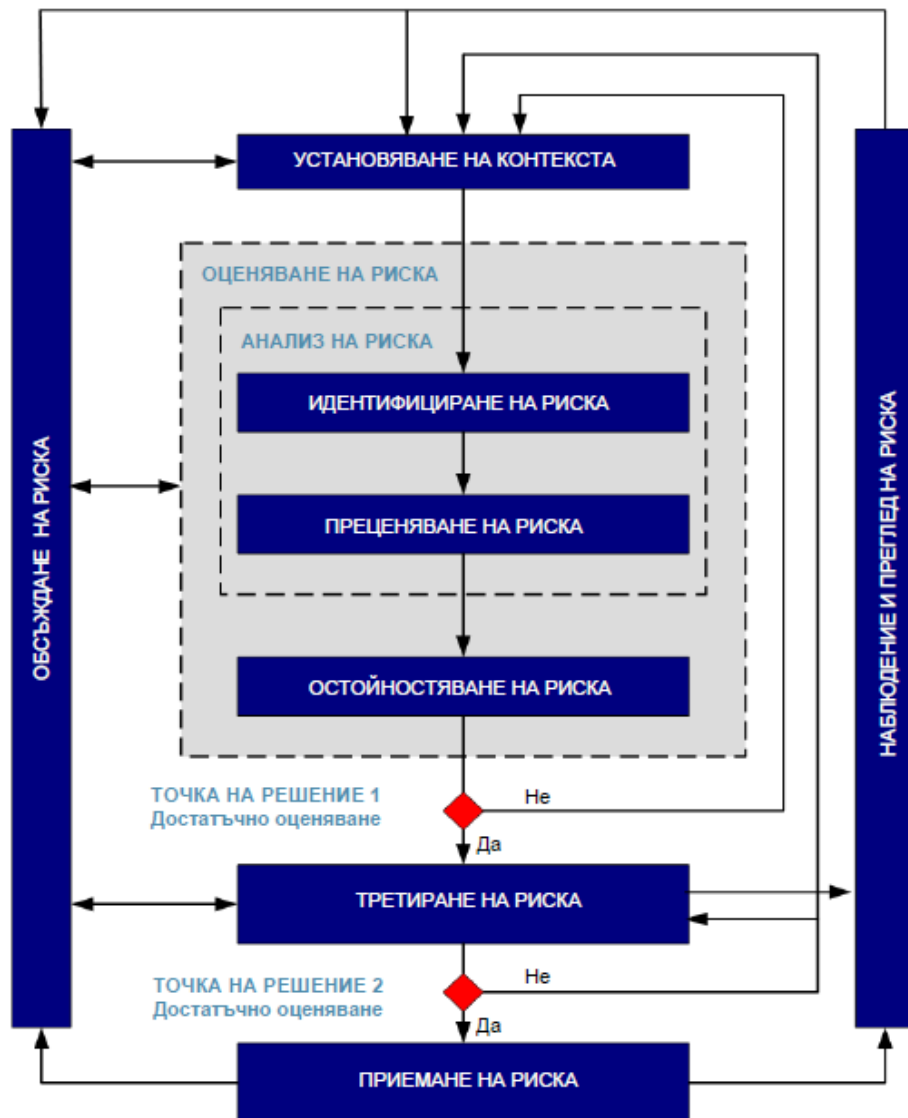 УСТАНОВЯВАНЕ НА КОНТЕКСТА
ОЦЕНЯВАНЕ НА РИСКА
АНАЛИЗ НА РИСКА
ИДЕНТИФИЦИРАНЕ НА РИСКА
ПРЕЦЕНЯВАНЕ НА РИСКА
ОСТОЙНОСТЯВАНЕ НА РИСКА
ОБСЪЖДАНЕ НА РИСКА
НАБЛЮДЕНИЕ И ПРЕГЛЕД НА РИСКА
ТОЧКА НА РЕШЕНИЕ 1
Достатъчно оценяване
Не
Да
ТРЕТИРАНЕ НА РИСКА
ТОЧКА НА РЕШЕНИЕ 2
Достатъчно оценяване
Не
Да
ПРИЕМАНЕ НА РИСКА